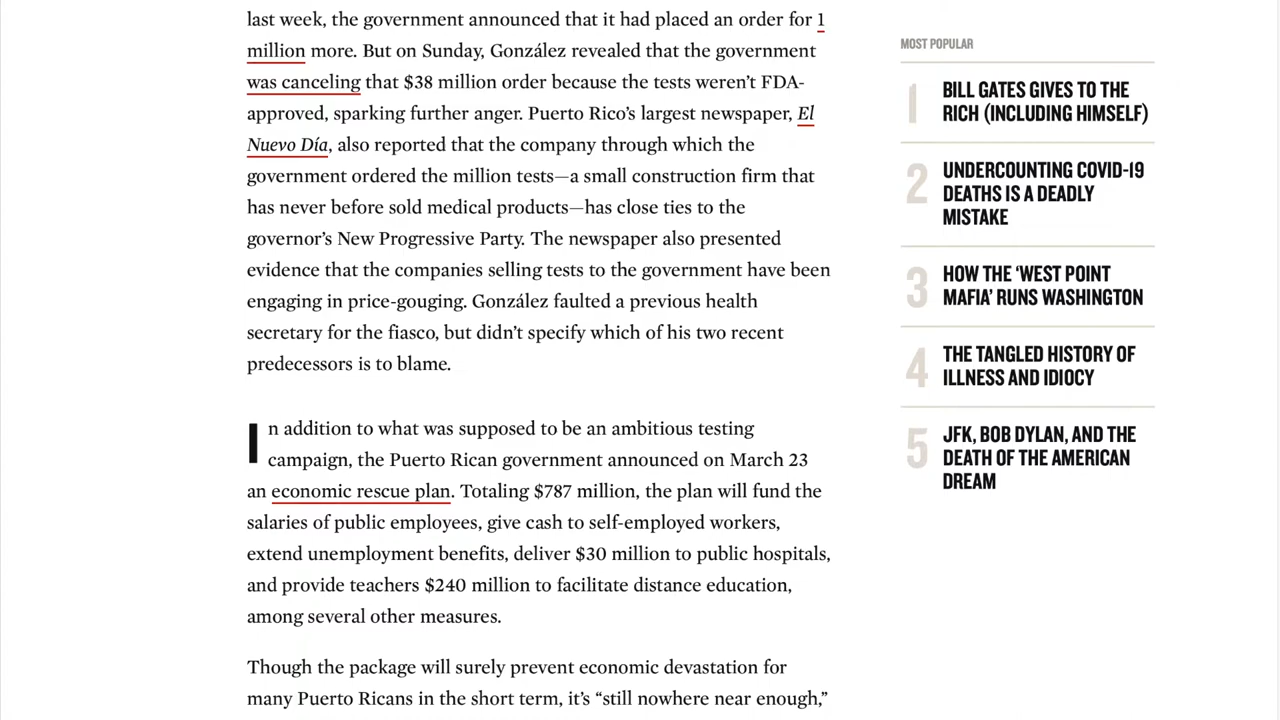 last week, the government announced that it had placed an order for 1
million more. But on Sunday, González revealed that the government
was canceling that $38 million order because the tests weren’t FDA-
approved, sparking further anger. Puerto Rico’s largest newspaper, El
Nuevo Día, also reported that the company through which the
government ordered the million tests—a small construction firm that
has never before sold medical products—has close ties to the
governor’s New Progressive Party. The newspaper also presented
evidence that the companies selling tests to the government have been
engaging in price-gouging. González faulted a previous health
secretary for the fiasco, but didn’t specify which of his two recent
predecessors is to blame.
In addition to what was supposed to be an ambitious testing
campaign, the Puerto Rican government announced on March 23
an economic rescue plan. Totaling $787 million, the plan will fund the
salaries of public employees, give cash to self-employed workers,
extend unemployment benefits, deliver $30 million to public hospitals,
and provide teachers $240 million to facilitate distance education,
among several other measures.
Though the package will surely prevent economic devastation for
many Puerto Ricans in the short term, it’s “still nowhere near enough,”
MOST POPULAR
1 BILL GATES GIVES TO THE
RICH (INCLUDING HIMSELF)
2 UNDERCOUNTING COVID-19
DEATHS IS A DEADLY
MISTAKE
3 HOW THE ‘WEST POINT
MAFIA’ RUNS WASHINGTON
4 THE TANGLED HISTORY OF
ILLNESS AND IDIOCY
5 JFK, BOB DYLAN, AND THE
DEATH OF THE AMERICAN
DREAM